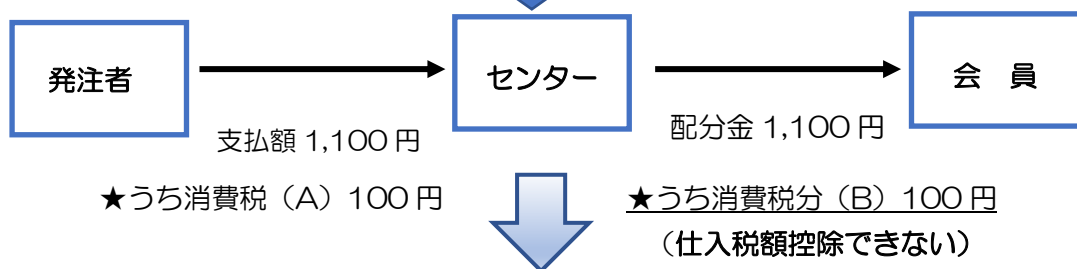 発注者
センター
会　員
支払額 1,100 円
配分金 1,100 円
★うち消費税（A）100 円
★うち消費税分（B）100 円
（仕入税額控除できない）